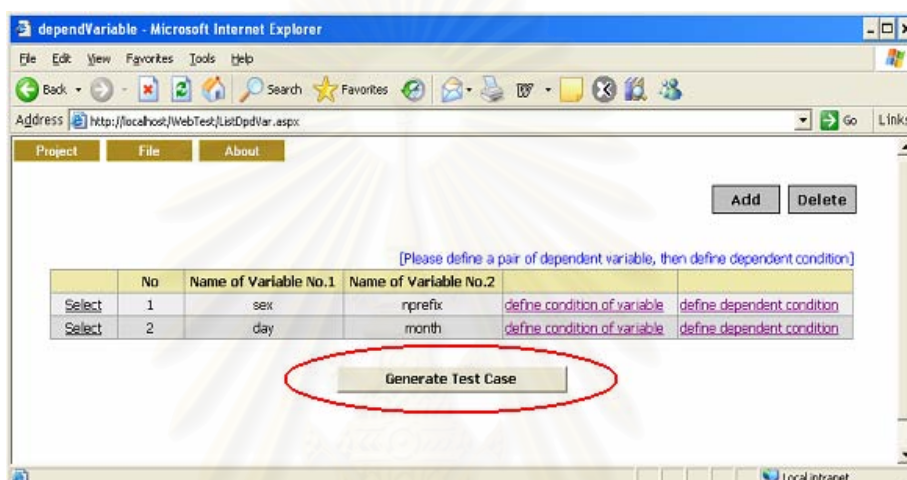 dependVariable - Microsoft Internet Explorer
File Edit View Favorites Tools Help
Back Search Favorites
Address http://localhost/WebTest/ListDpdVar.aspx Go Links
Project File About
Add Delete
[Please define a pair of dependent variable, then define dependent condition]
No Name of Variable No.1 Name of Variable No.2
Select 1 sex nprefix define condition of variable define dependent condition
Select 2 day month define condition of variable define dependent condition
Generate Test Case
Local intranet